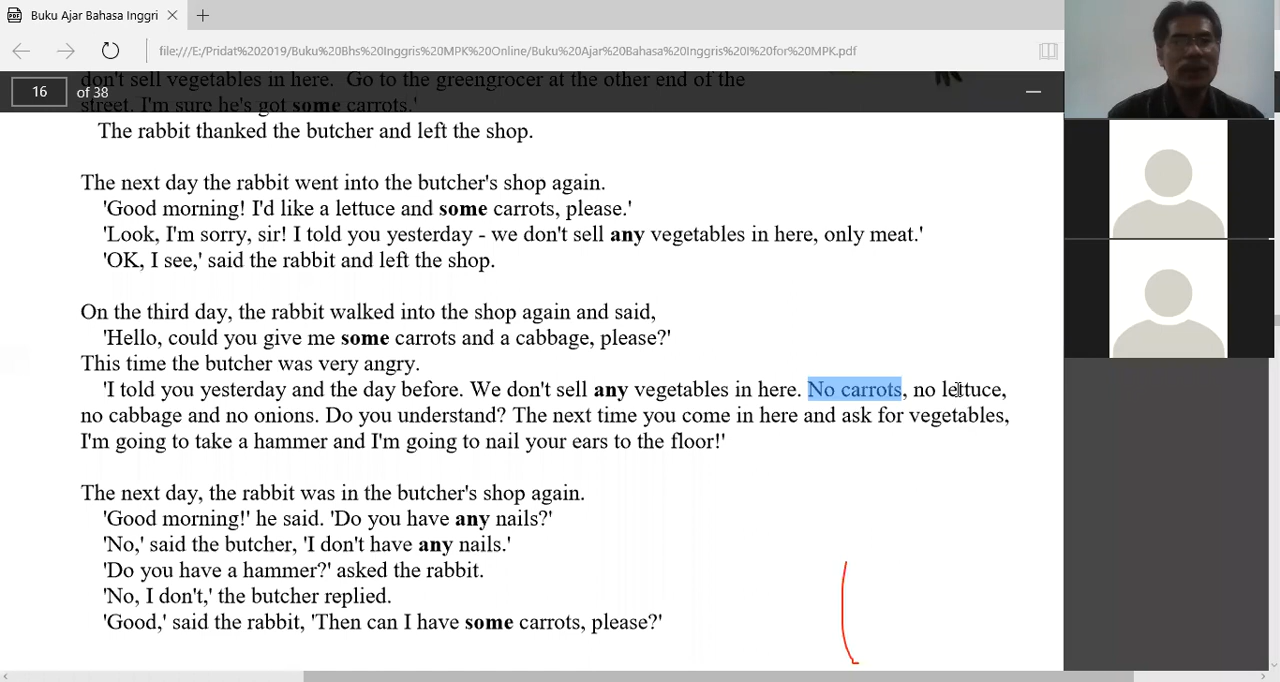 Buku Ajar Bahasa Inggri
file:///E:/Pridat%202019/Buku%20Bhs%20Inggris%20MPK%20Online/Buku%20Ajar%20Bahasa%20Inggris%20I%20for%20MPK.pdf
don't sell vegetables in here. Go to the greengrocer at the other end of the
16 of 38
street. I'm sure he's got some carrots.'
The rabbit thanked the butcher and left the shop.
The next day the rabbit went into the butcher's shop again.
'Good morning! I'd like a lettuce and some carrots, please.'
'Look, I'm sorry, sir! I told you yesterday - we don't sell any vegetables in here, only meat.'
'OK, I see,' said the rabbit and left the shop.
On the third day, the rabbit walked into the shop again and said,
'Hello, could you give me some carrots and a cabbage, please?'
This time the butcher was very angry.
'I told you yesterday and the day before. We don't sell any vegetables in here. No carrots, no lettuce,
no cabbage and no onions. Do you understand? The next time you come in here and ask for vegetables,
I'm going to take a hammer and I'm going to nail your ears to the floor!'
The next day, the rabbit was in the butcher's shop again.
'Good morning!' he said. 'Do you have any nails?'
'No,' said the butcher, 'I don't have any nails.'
'Do you have a hammer?' asked the rabbit.
'No, I don't,' the butcher replied.
'Good,' said the rabbit, 'Then can I have some carrots, please?'